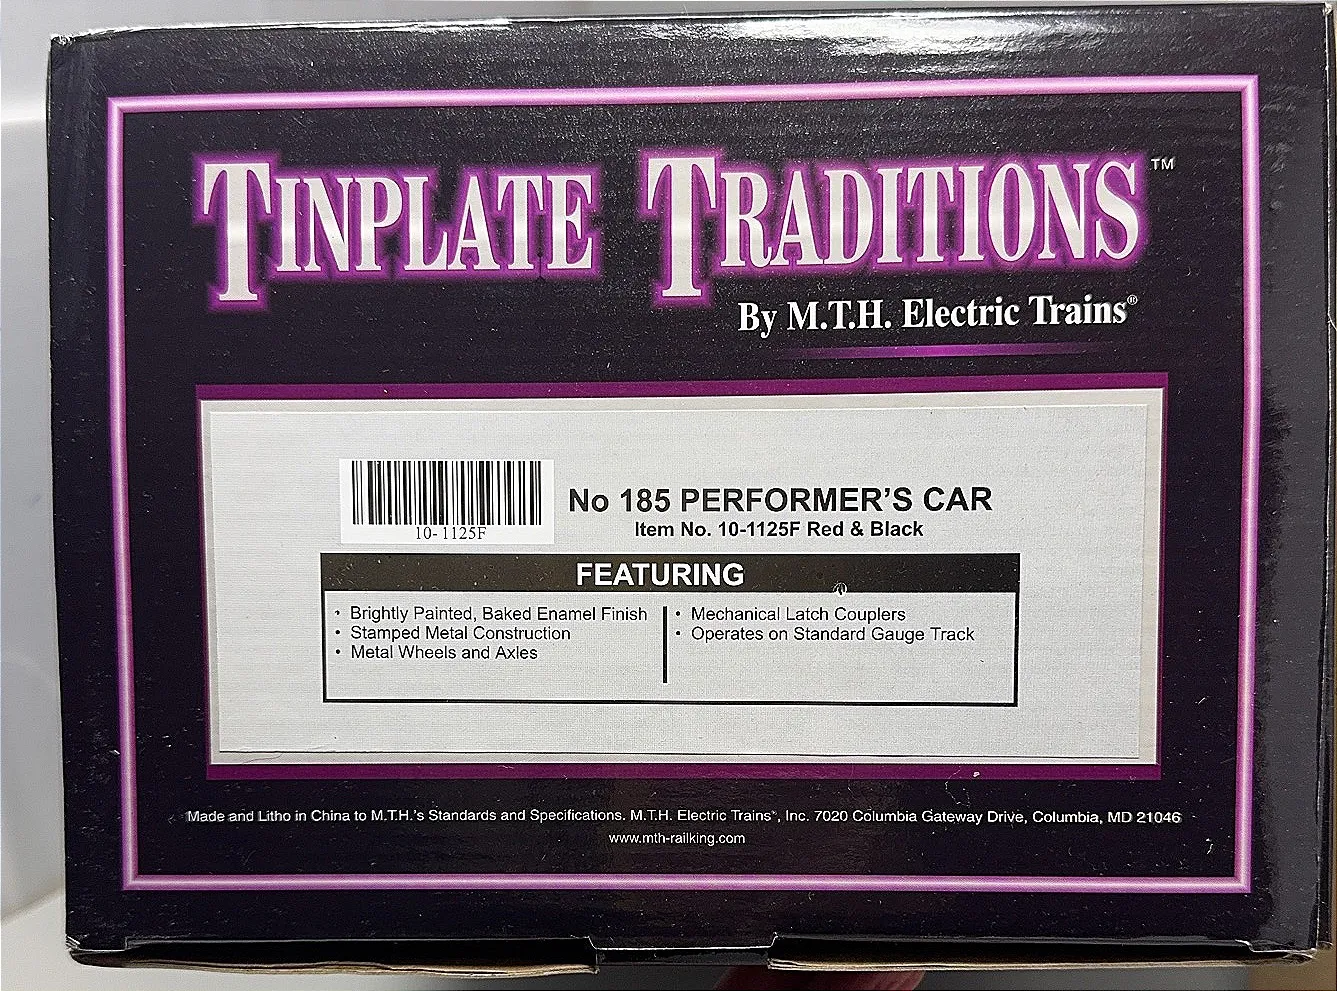 TINPLATE TRADITIONS™
By M.T.H. Electric Trains®
10-1125F
No 185 PERFORMER'S CAR
Item No. 10-1125F Red & Black
FEATURING
• Brightly Painted, Baked Enamel Finish
• Stamped Metal Construction
• Metal Wheels and Axles
• Mechanical Latch Couplers
• Operates on Standard Gauge Track
Made and Litho in China to M.T.H.'s Standards and Specifications. M.T.H. Electric Trains®, Inc. 7020 Columbia Gateway Drive, Columbia, MD 21046
www.mth-railking.com